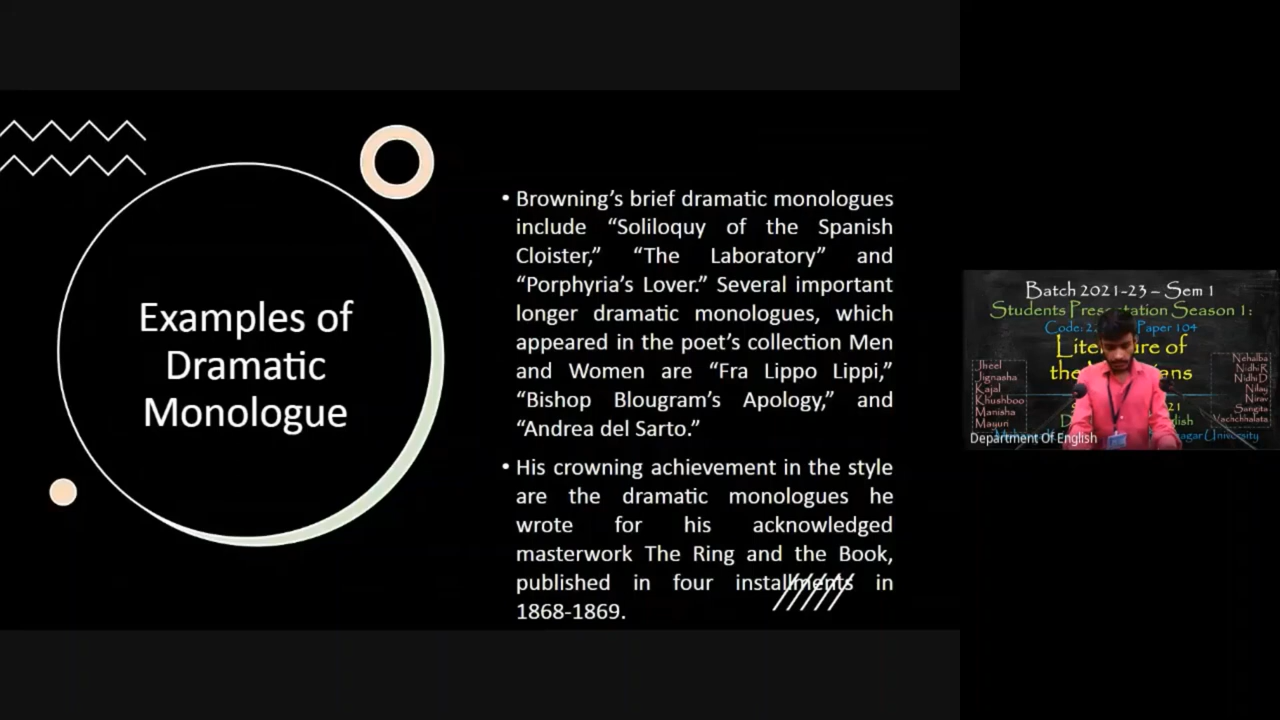 Examples of
Dramatic
Monologue
• Browning’s brief dramatic monologues
include “Soliloquy of the Spanish
Cloister,” “The Laboratory” and
“Porphyria’s Lover.” Several important
longer dramatic monologues, which
appeared in the poet’s collection Men
and Women are “Fra Lippo Lippi,”
“Bishop Blougram’s Apology,” and
“Andrea del Sarto.”
• His crowning achievement in the style
are the dramatic monologues he
wrote for his acknowledged
masterwork The Ring and the Book,
published in four installments in
1868-1869.
Batch 2021-23 – Sem 1
Students Season 1:
Code: Paper 104
of
the
Jheel
Jignasha
Kajal
Khushboo
Manisha
Mayuri
Nehalba
Nidhi R
Nidhi D
Nilay
Nirav
Sangita
Vachchhalata
University
Department Of English